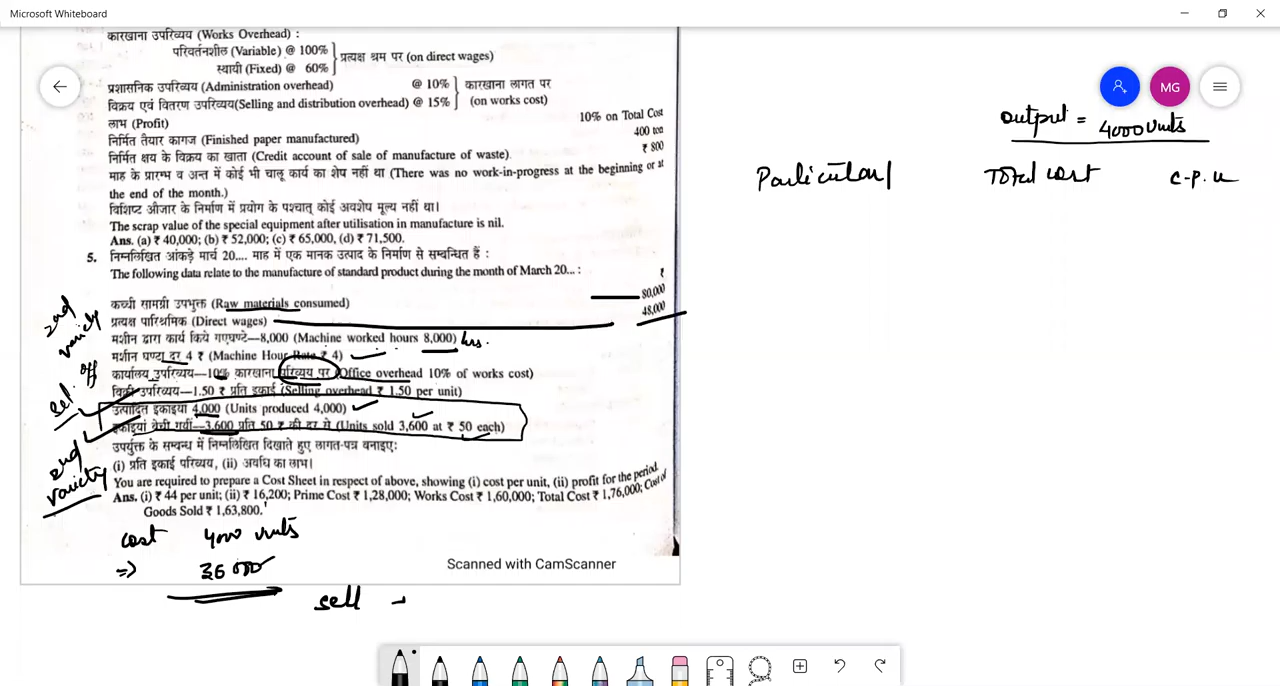 Microsoft Whiteboard
कारखाना उपरिव्यय (Works Overhead) :
परिवर्तनशील (Variable) @ 100%
स्थायी (Fixed) @ 60%
प्रत्यक्ष श्रम पर (on direct wages)
प्रशासनिक उपरिव्यय (Administration overhead) @ 10%
विक्रय एवं वितरण उपरिव्यय(Selling and distribution overhead) @ 15%
कारखाना लागत पर
(on works cost)
लाभ (Profit) 10% on Total Cost
निर्मित तैयार कागज (Finished paper manufactured) 400 ton
निर्मित क्षय के विक्रय का खाता (Credit account of sale of manufacture of waste). ₹ 800
माह के प्रारम्भ व अन्त में कोई भी चालू कार्य का शेष नहीं था (There was no work-in-progress at the beginning or at
the end of the month.)
विशिष्ट औजार के निर्माण में प्रयोग के पश्चात् कोई अवशेष मूल्य नहीं था।
The scrap value of the special equipment after utilisation in manufacture is nil.
Ans. (a) ₹ 40,000; (b) ₹ 52,000; (c) ₹ 65,000, (d) ₹ 71,500.
5. निम्नलिखित आंकड़े मार्च 20.... माह में एक मानक उत्पाद के निर्माण से सम्बन्धित हैं :
The following data relate to the manufacture of standard product during the month of March 20... :
₹
कच्ची सामग्री उपभुक्त (Raw materials consumed) 80,000
प्रत्यक्ष पारिश्रमिक (Direct wages) 48,000
मशीन द्वारा कार्य किये गए घण्टे—8,000 (Machine worked hours 8,000) hrs.
मशीन घण्टा दर 4 ₹ (Machine Hour Rate ₹ 4)
कार्यालय उपरिव्यय—10% कारखाना परिव्यय पर (Office overhead 10% of works cost)
विक्री उपरिव्यय—1.50 ₹ प्रति इकाई (Selling overhead ₹ 1.50 per unit)
उत्पादित इकाइयां 4,000 (Units produced 4,000)
इकाइयां बेची गयीं—3,600 प्रति 50 ₹ की दर से (Units sold 3,600 at ₹ 50 each)
उपर्युक्त के सम्बन्ध में निम्नलिखित दिखाते हुए लागत-पत्र बनाइए:
(i) प्रति इकाई परिव्यय, (ii) अवधि का लाभ।
You are required to prepare a Cost Sheet in respect of above, showing (i) cost per unit, (ii) profit for the period.
Ans. (i) ₹ 44 per unit; (ii) ₹ 16,200; Prime Cost ₹ 1,28,000; Works Cost ₹ 1,60,000; Total Cost ₹ 1,76,000; Cost of
Goods Sold ₹ 1,63,800.
2nd
variety
off
Sel.
2nd
variety
cost 4000 units
⇒
sell
Scanned with CamScanner
MG
Output = 4000 units
Particular Total cost C.P.U